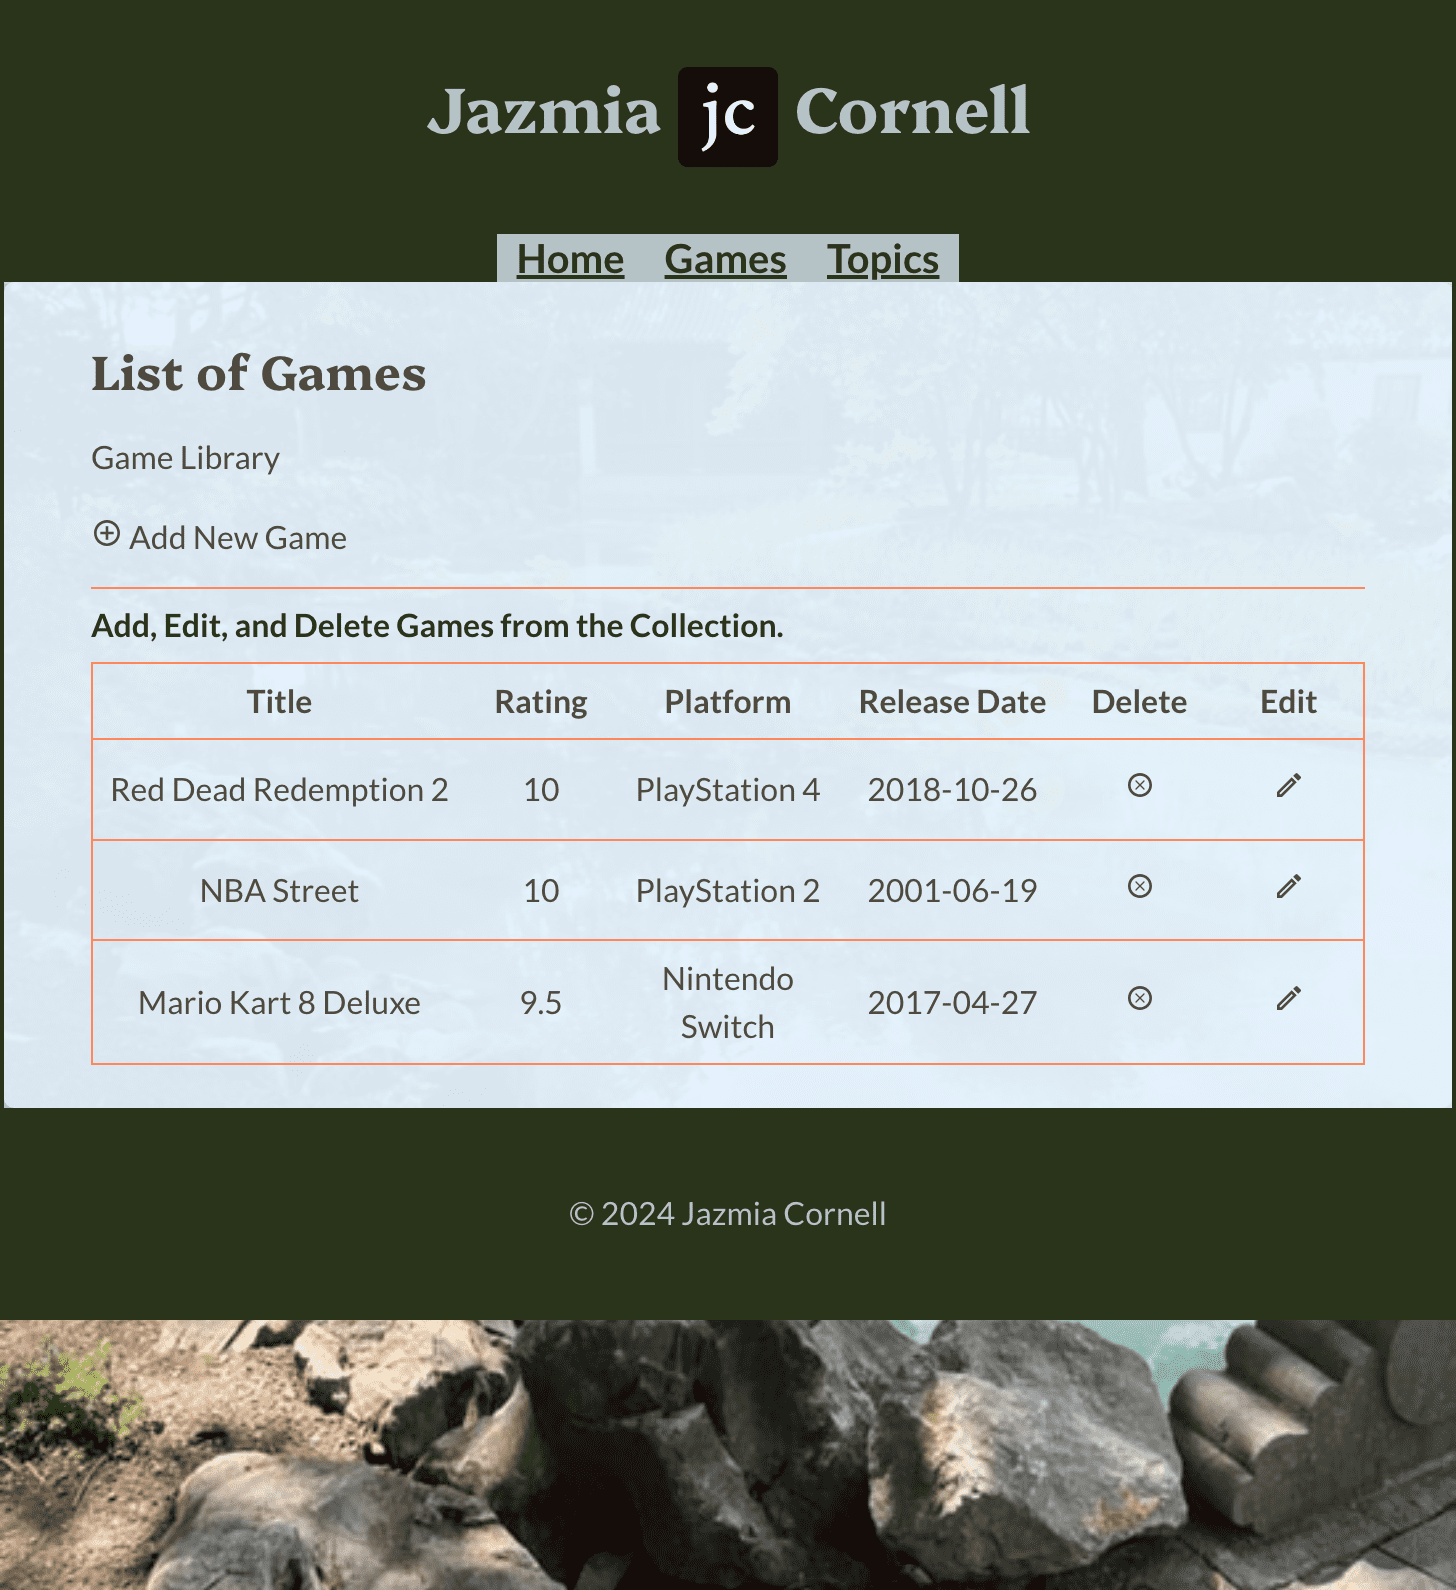 Jazmia jc Cornell
Home Games Topics
List of Games
Game Library
Add New Game
Add, Edit, and Delete Games from the Collection.
Title Rating Platform Release Date Delete Edit
Red Dead Redemption 2 10 PlayStation 4 2018-10-26
NBA Street 10 PlayStation 2 2001-06-19
Mario Kart 8 Deluxe 9.5 Nintendo Switch 2017-04-27
© 2024 Jazmia Cornell